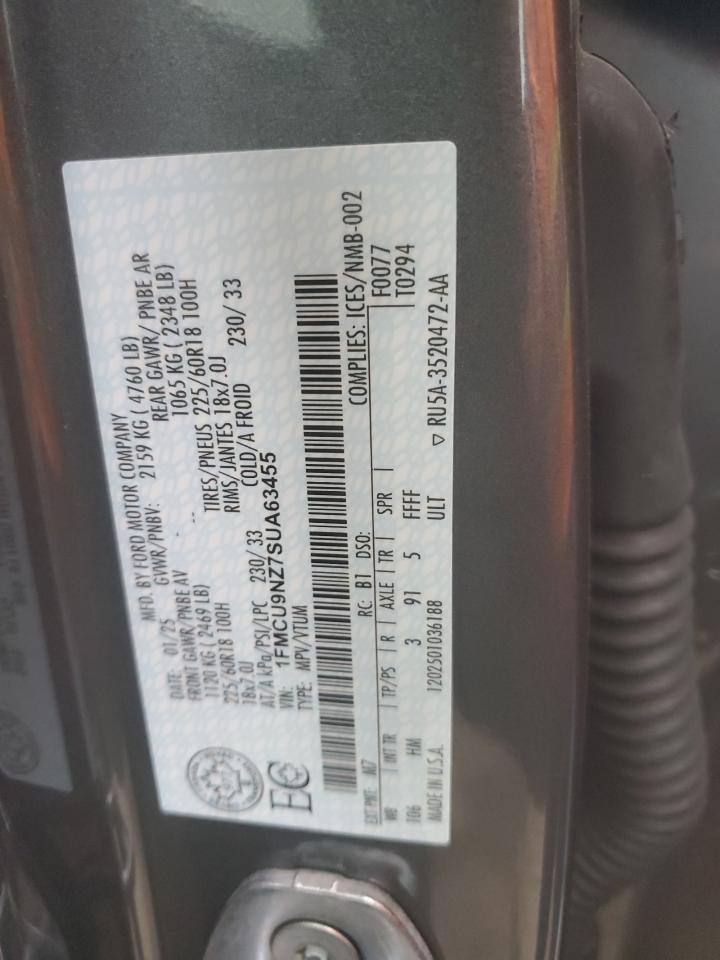 MFD. BY FORD MOTOR COMPANY
DATE: 01/25 GVWR/PNBV: 2159 KG ( 4760 LB)
FRONT GAWR/PNBE AV REAR GAWR/ PNBE AR
1120 KG ( 2469 LB) 1065 KG ( 2348 LB)
225/60R18 100H TIRES/PNEUS 225/60R18 100H
18x7.0J RIMS/JANTES 18x7.0J
AT/A kPa/PSI/LPC 230/ 33 COLD/A FROID 230/ 33
VIN: 1FMCU9NZ7SUA63455
TYPE: MPV/VTUM
EC
COMPLIES: ICES/NMB-002
EXT PNT: M7 RC: B1 DSO: F0077
WB INT TR TP/PS R AXLE TR SPR T0294
106 HM 3 91 5 FFFF
MADE IN U.S.A. 1202501036188 ULT ▽ RU5A-3520472-AA